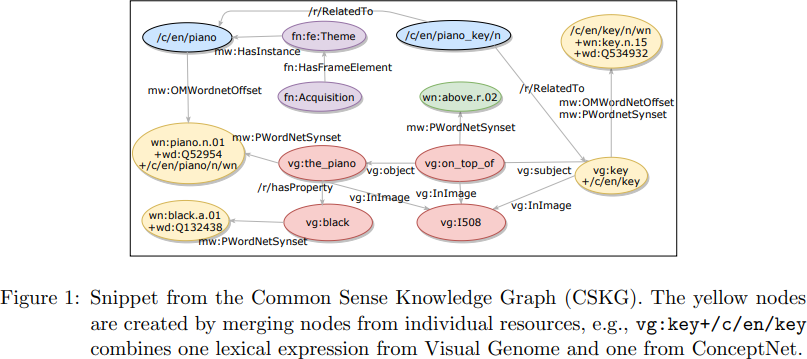 /r/RelatedTo
/c/en/piano
fn:fe:Theme
/c/en/piano_key/n
/c/en/key/n/wn
+wn:key.n.15
+wd:Q534932
mw:HasInstance
fn:HasFrameElement
/r/RelatedTo
mw:OMWordnetOffset
fn:Acquisition
wn:above.r.02
mw:OMWordNetOffset
mw:PWordnetSynset
mw:PWordNetSynset
mw:PWordNetSynset
wn:piano.n.01
+wd:Q52954
+/c/en/piano/n/wn
vg:the_piano
vg:object
vg:on_top_of
vg:subject
vg:key
+/c/en/key
/r/hasProperty
vg:InImage
vg:InImage
vg:InImage
wn:black.a.01
+wd:Q132438
vg:black
vg:I508
mw:PWordNetSynset
Figure 1: Snippet from the Common Sense Knowledge Graph (CSKG). The yellow nodes
are created by merging nodes from individual resources, e.g., vg:key+/c/en/key
combines one lexical expression from Visual Genome and one from ConceptNet.